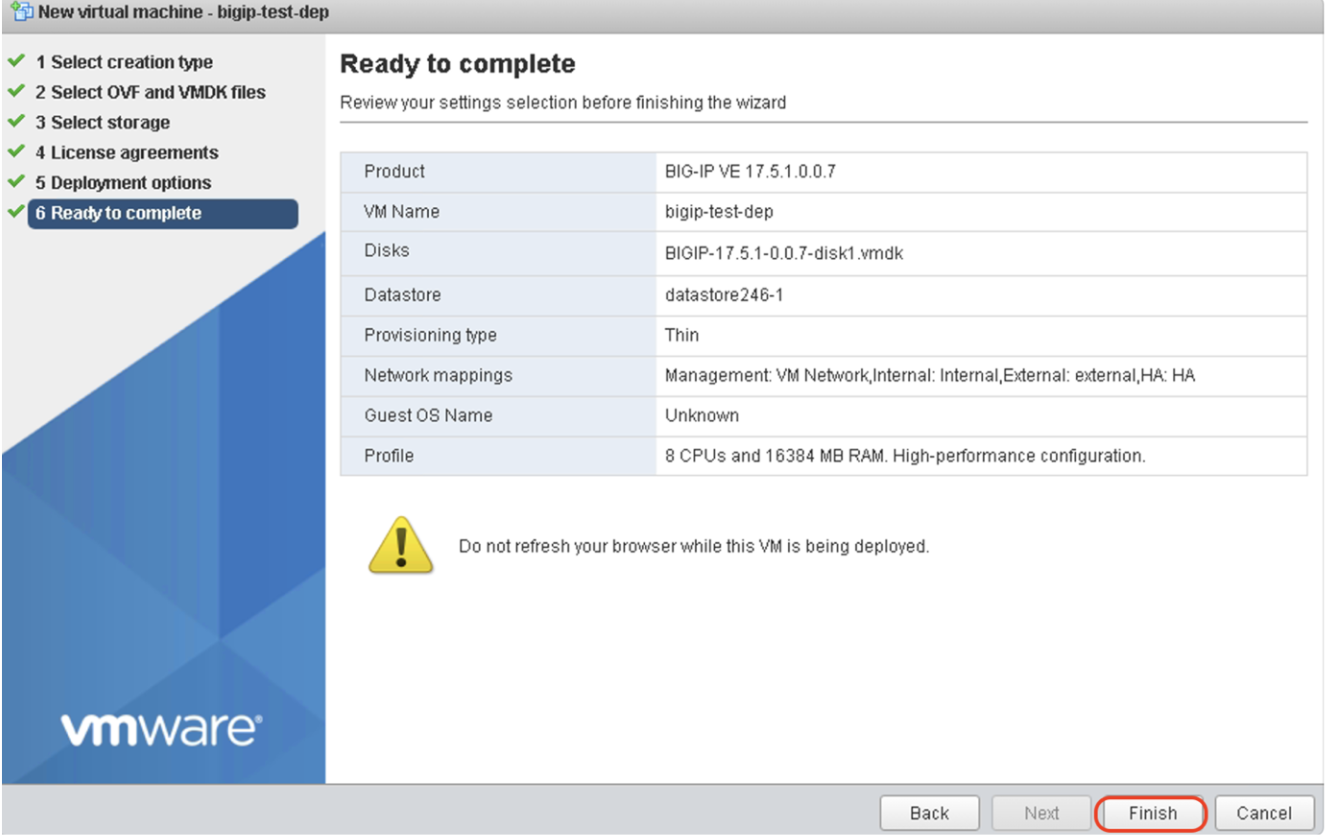 New virtual machine - bigip-test-dep
1 Select creation type
2 Select OVF and VMDK files
3 Select storage
4 License agreements
5 Deployment options
6 Ready to complete
Ready to complete
Review your settings selection before finishing the wizard
Product BIG-IP VE 17.5.1.0.0.7
VM Name bigip-test-dep
Disks BIGIP-17.5.1-0.0.7-disk1.vmdk
Datastore datastore246-1
Provisioning type Thin
Network mappings Management: VM Network,Internal: Internal,External: external,HA: HA
Guest OS Name Unknown
Profile 8 CPUs and 16384 MB RAM. High-performance configuration.
Do not refresh your browser while this VM is being deployed.
vmware®
Back Next Finish Cancel